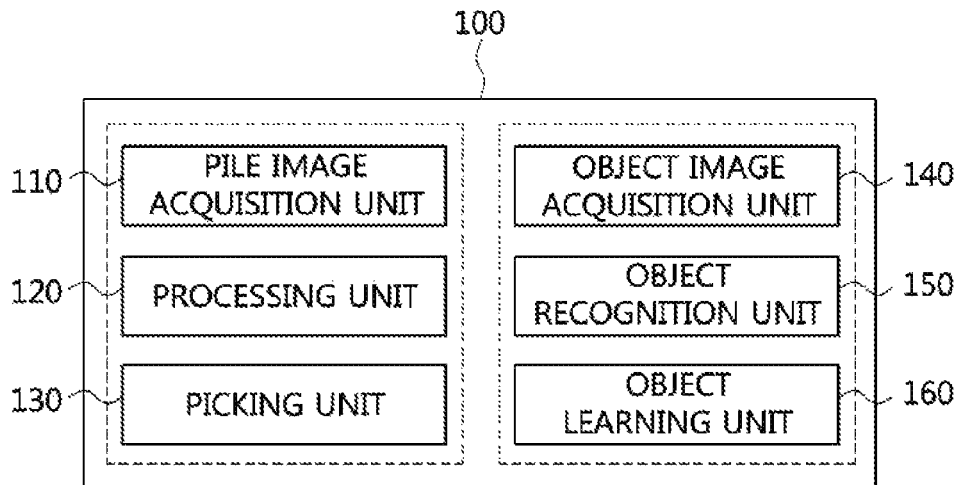 100
110
PILE IMAGE
ACQUISITION UNIT
120
PROCESSING UNIT
130
PICKING UNIT
OBJECT IMAGE
ACQUISITION UNIT
140
OBJECT
RECOGNITION UNIT
150
OBJECT
LEARNING UNIT
160